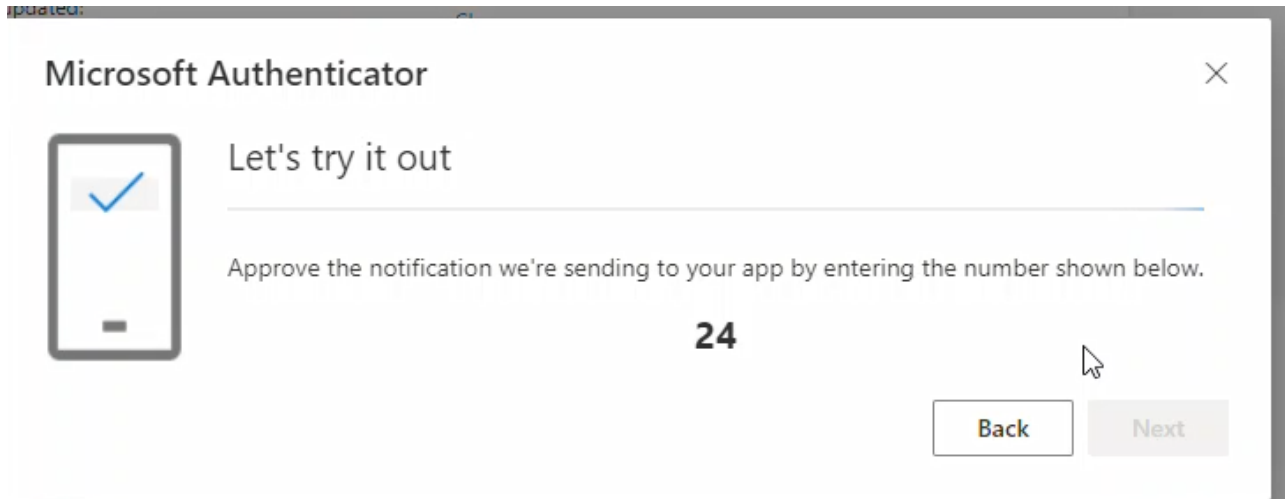 updated:
Microsoft Authenticator
Let's try it out
Approve the notification we're sending to your app by entering the number shown below.
24
Back
Next